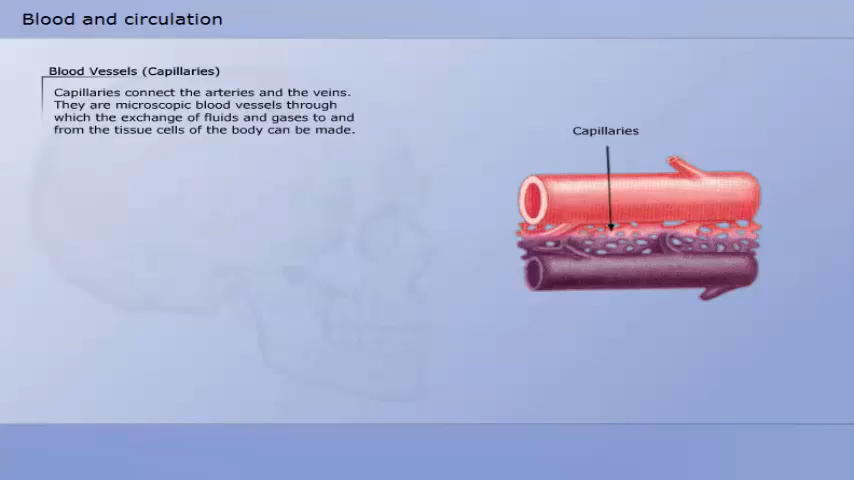 Blood and circulation
Blood Vessels (Capillaries)
Capillaries connect the arteries and the veins.
They are microscopic blood vessels through
which the exchange of fluids and gases to and
from the tissue cells of the body can be made.
Capillaries